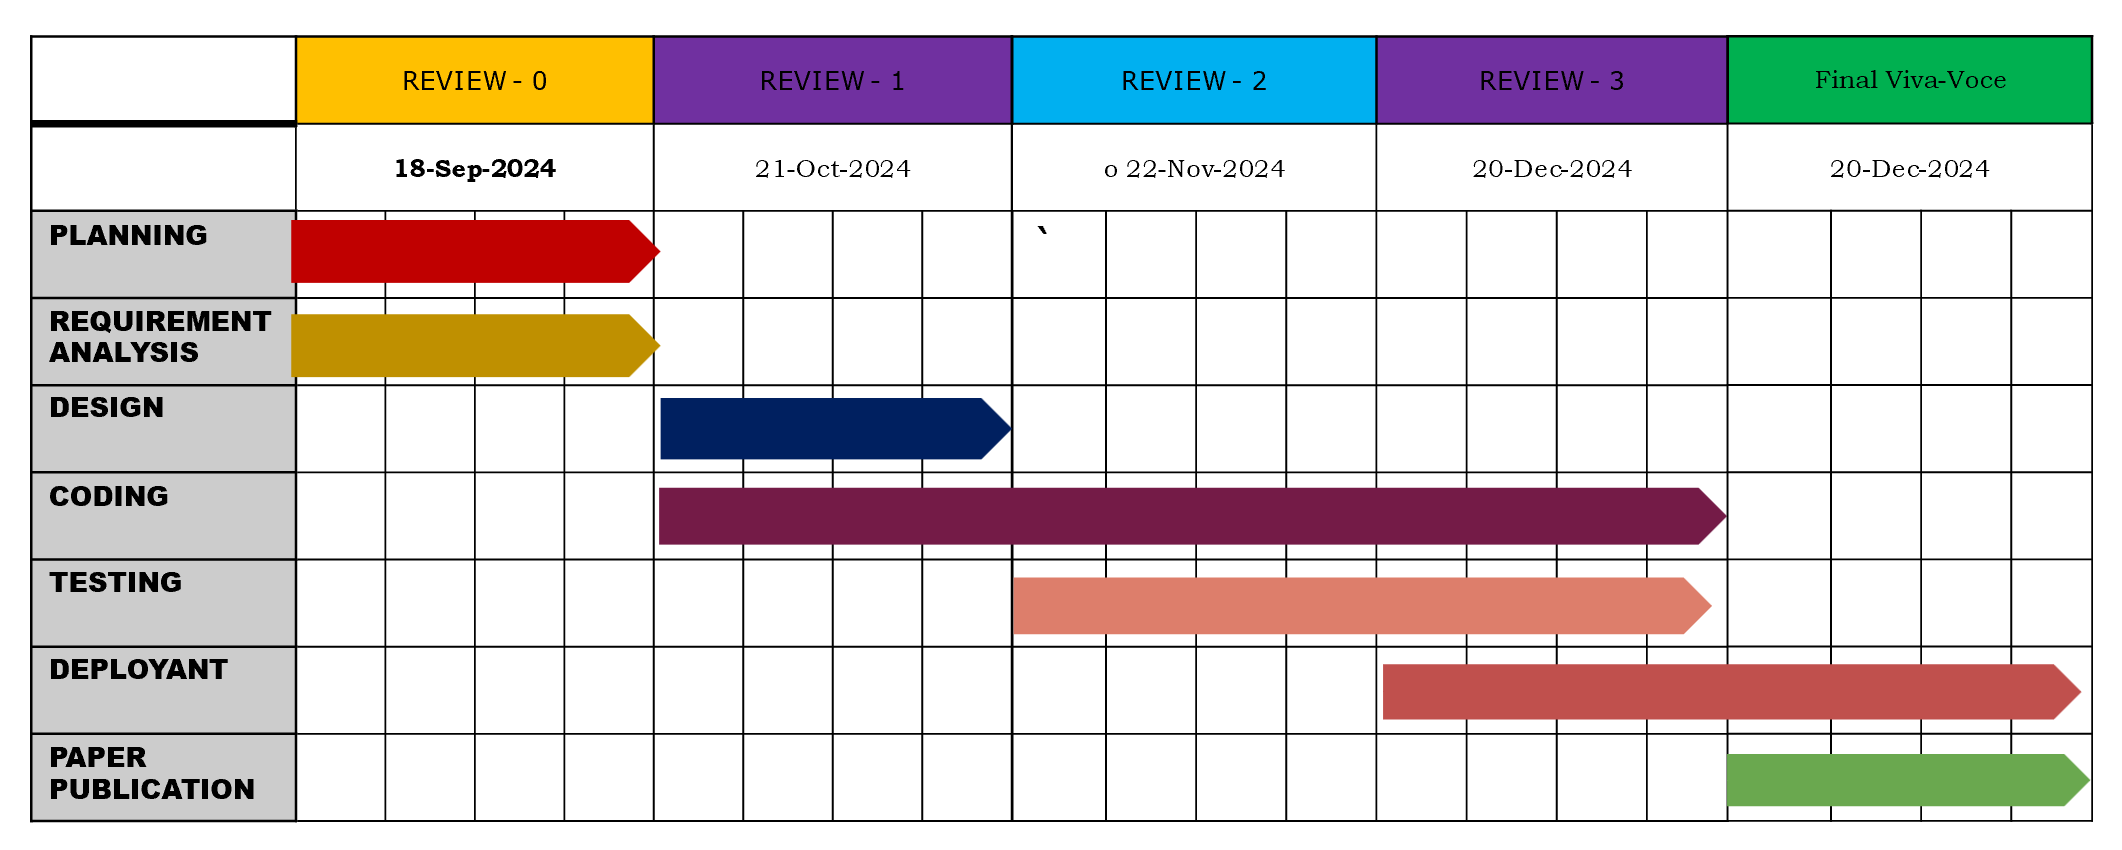 REVIEW - 0
REVIEW - 1
REVIEW - 2
REVIEW - 3
Final Viva-Voce
18-Sep-2024
21-Oct-2024
o 22-Nov-2024
20-Dec-2024
20-Dec-2024
PLANNING
`
REQUIREMENT
ANALYSIS
DESIGN
CODING
TESTING
DEPLOYANT
PAPER
PUBLICATION